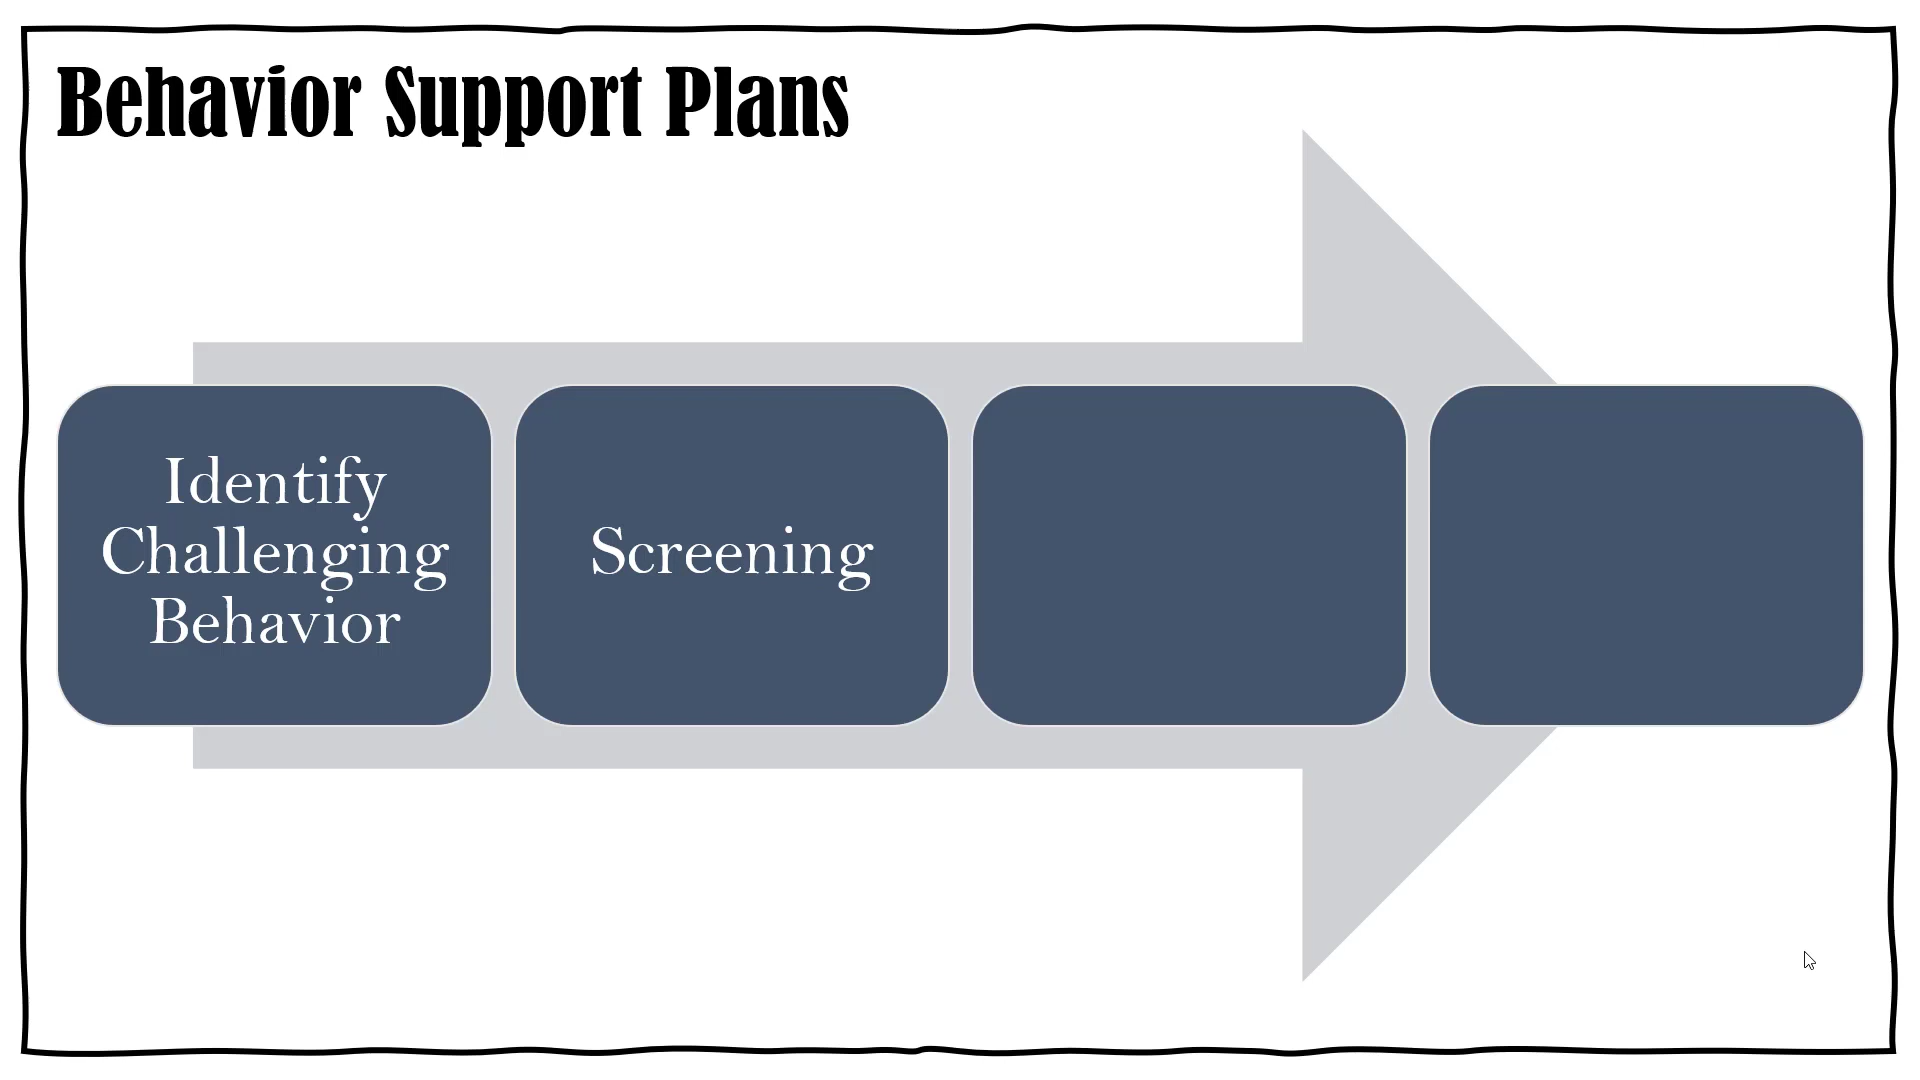 Behavior Support Plans
Identify
Challenging
Behavior
Screening